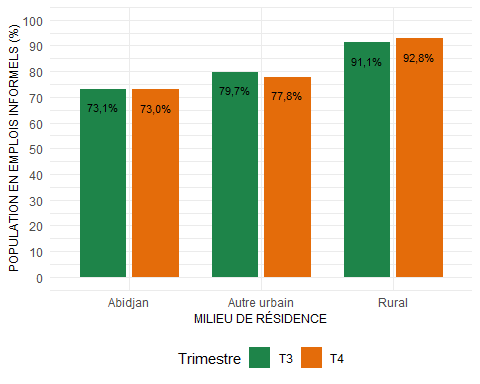 POPULATION EN EMPLOIS INFORMELS (%)
100
90
80
70
60
50
40
30
20
10
0
73,1%
73,0%
79,7%
77,8%
91,1%
92,8%
Abidjan
Autre urbain
Rural
MILIEU DE RÉSIDENCE
Trimestre T3 T4